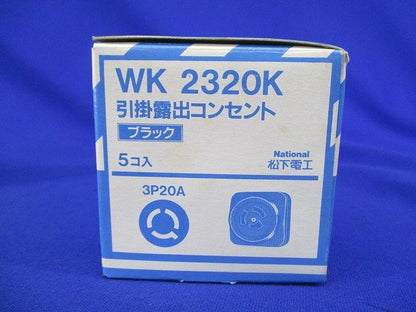 WK 2320K
引掛露出コンセント
ブラック
5コ入
National
松下電工
3P20A